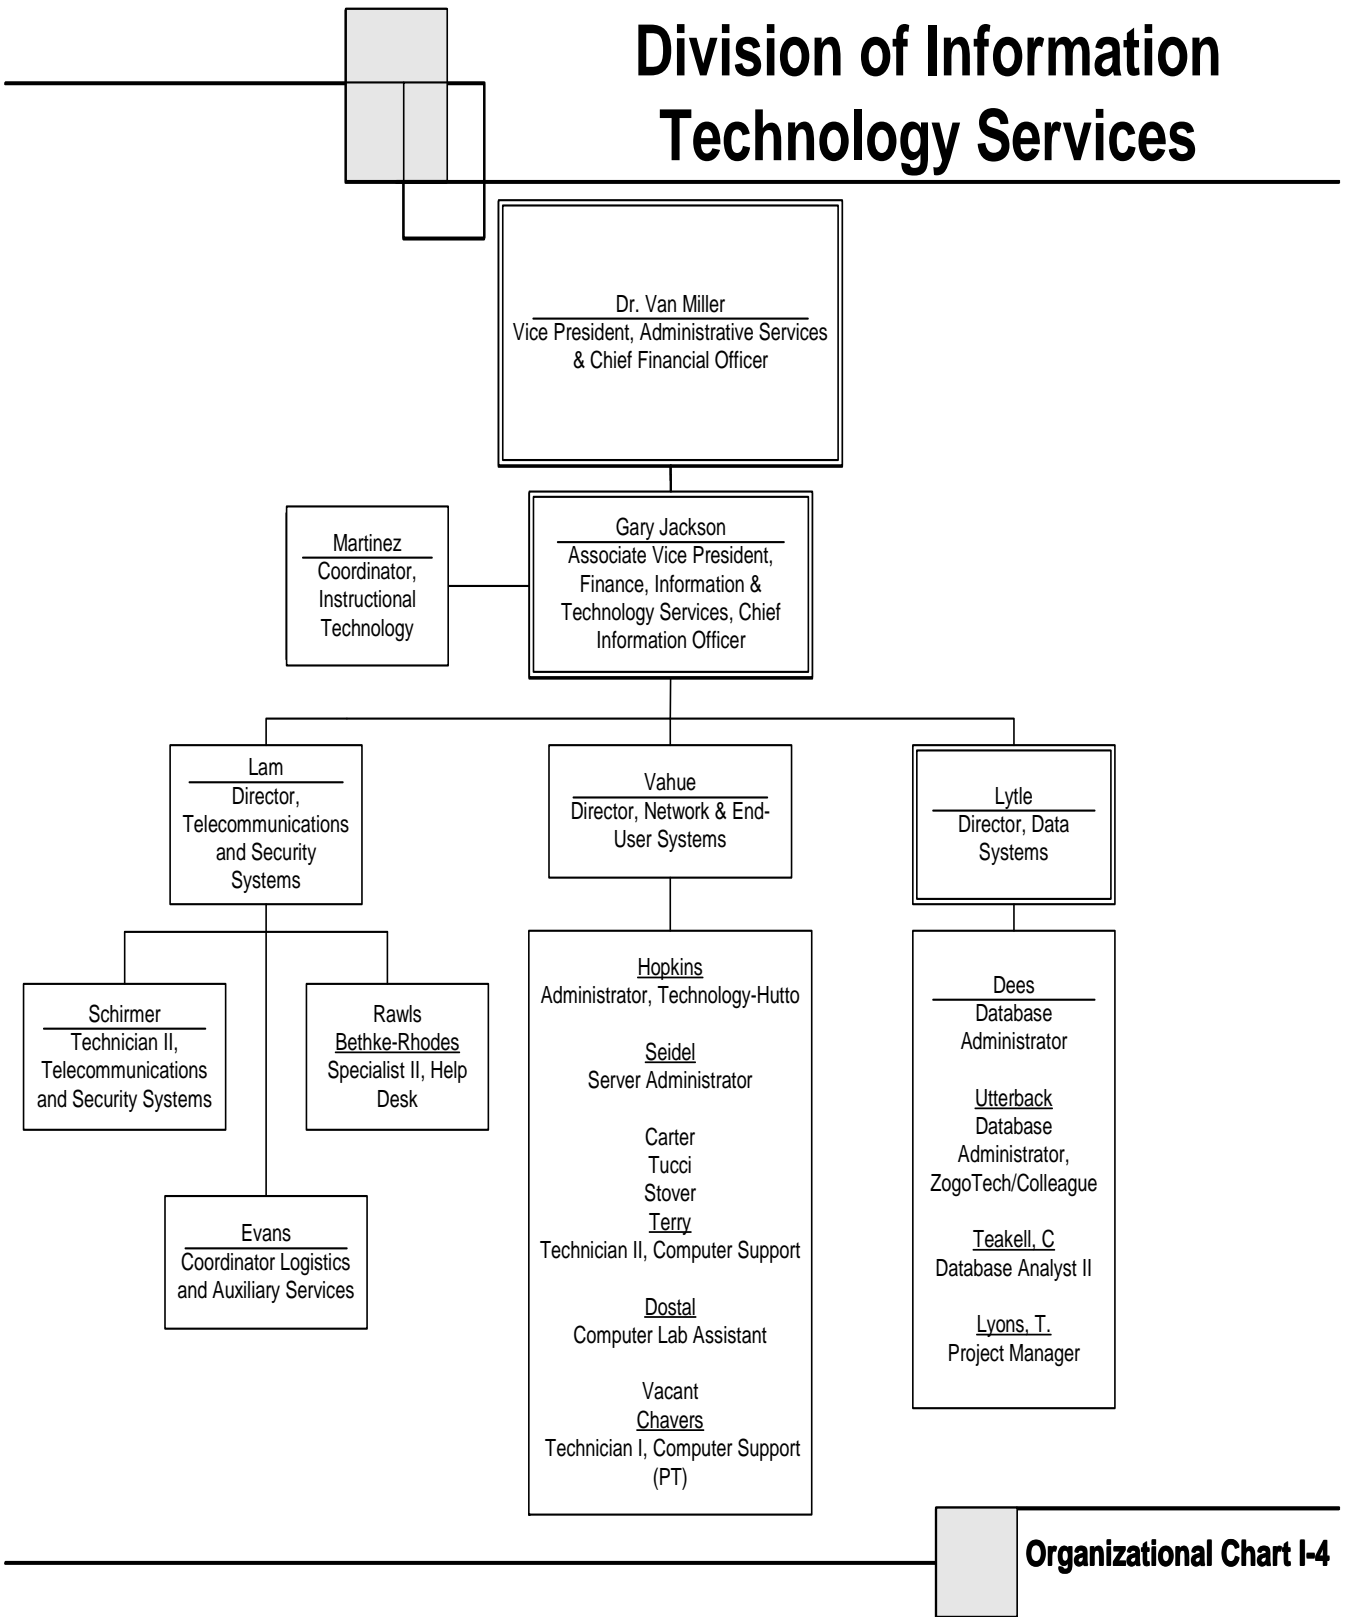 Division of Information
Technology Services
Dr. Van Miller
Vice President, Administrative Services
& Chief Financial Officer
Martinez
Coordinator,
Instructional
Technology
Gary Jackson
Associate Vice President,
Finance, Information &
Technology Services, Chief
Information Officer
Lam
Director,
Telecommunications
and Security
Systems
Vahue
Director, Network & End-
User Systems
Lytle
Director, Data
Systems
Schirmer
Technician II,
Telecommunications
and Security Systems
Rawls
Bethke-Rhodes
Specialist II, Help
Desk
Evans
Coordinator Logistics
and Auxiliary Services
Hopkins
Administrator, Technology-Hutto
Seidel
Server Administrator
Carter
Tucci
Stover
Terry
Technician II, Computer Support
Dostal
Computer Lab Assistant
Vacant
Chavers
Technician I, Computer Support
(PT)
Dees
Database
Administrator
Utterback
Database
Administrator,
ZogoTech/Colleague
Teakell, C
Database Analyst II
Lyons, T.
Project Manager
Organizational Chart I-4